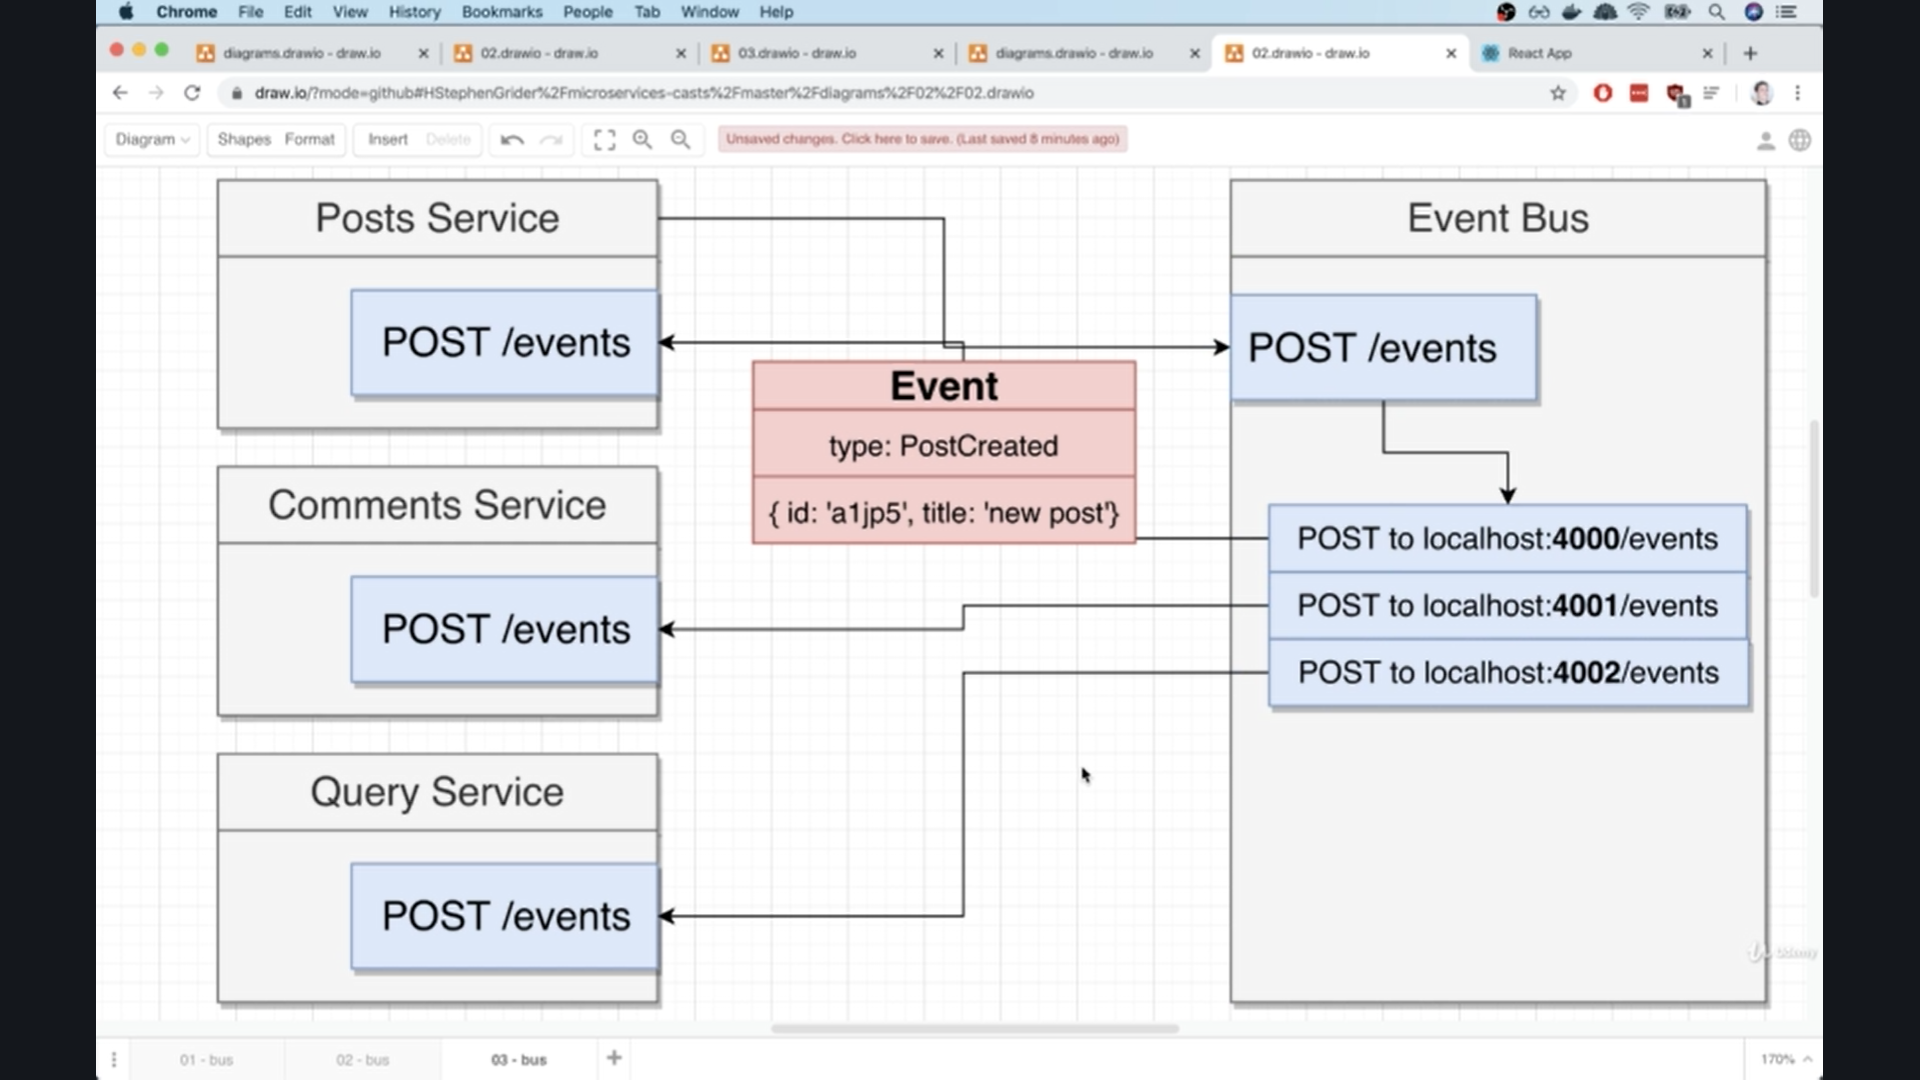 Chrome File Edit View History Bookmarks People Tab Window Help
diagrams.drawio - draw.io
02.drawio - draw.io
03.drawio - draw.io
diagrams.drawio - draw.io
02.drawio - draw.io
React App
draw.io/?mode=github#HStephenGrider%2Fmicroservices-casts%2Fmaster%2Fdiagrams%2F02%2F02.drawio
Diagram Shapes Format Insert Delete
Unsaved changes. Click here to save. (Last saved 8 minutes ago)
Posts Service
POST /events
Comments Service
POST /events
Query Service
POST /events
Event
type: PostCreated
{ id: 'a1jp5', title: 'new post'}
Event Bus
POST /events
POST to localhost:4000/events
POST to localhost:4001/events
POST to localhost:4002/events
Udemy
01 - bus
02 - bus
03 - bus
170%